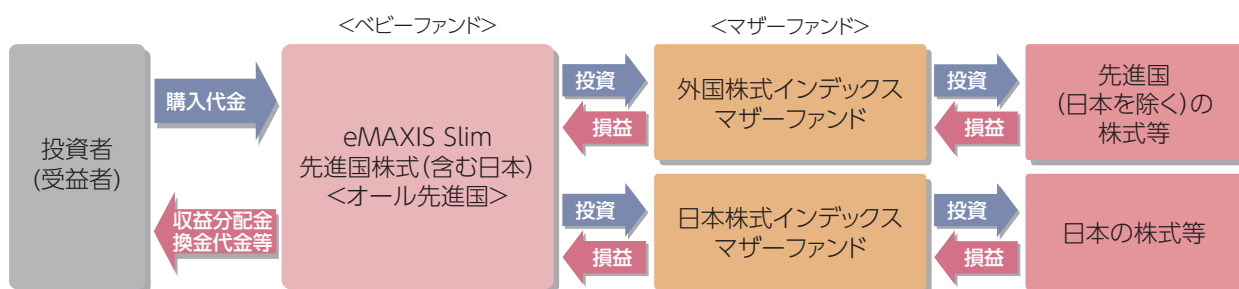 <ベビーファンド>
<マザーファンド>
投資者
(受益者)
購入代金
収益分配金
換金代金等
eMAXIS Slim
先進国株式(含む日本)
<オール先進国>
投資
損益
外国株式インデックス
マザーファンド
投資
損益
先進国
(日本を除く)の
株式等
投資
損益
日本株式インデックス
マザーファンド
投資
損益
日本の株式等